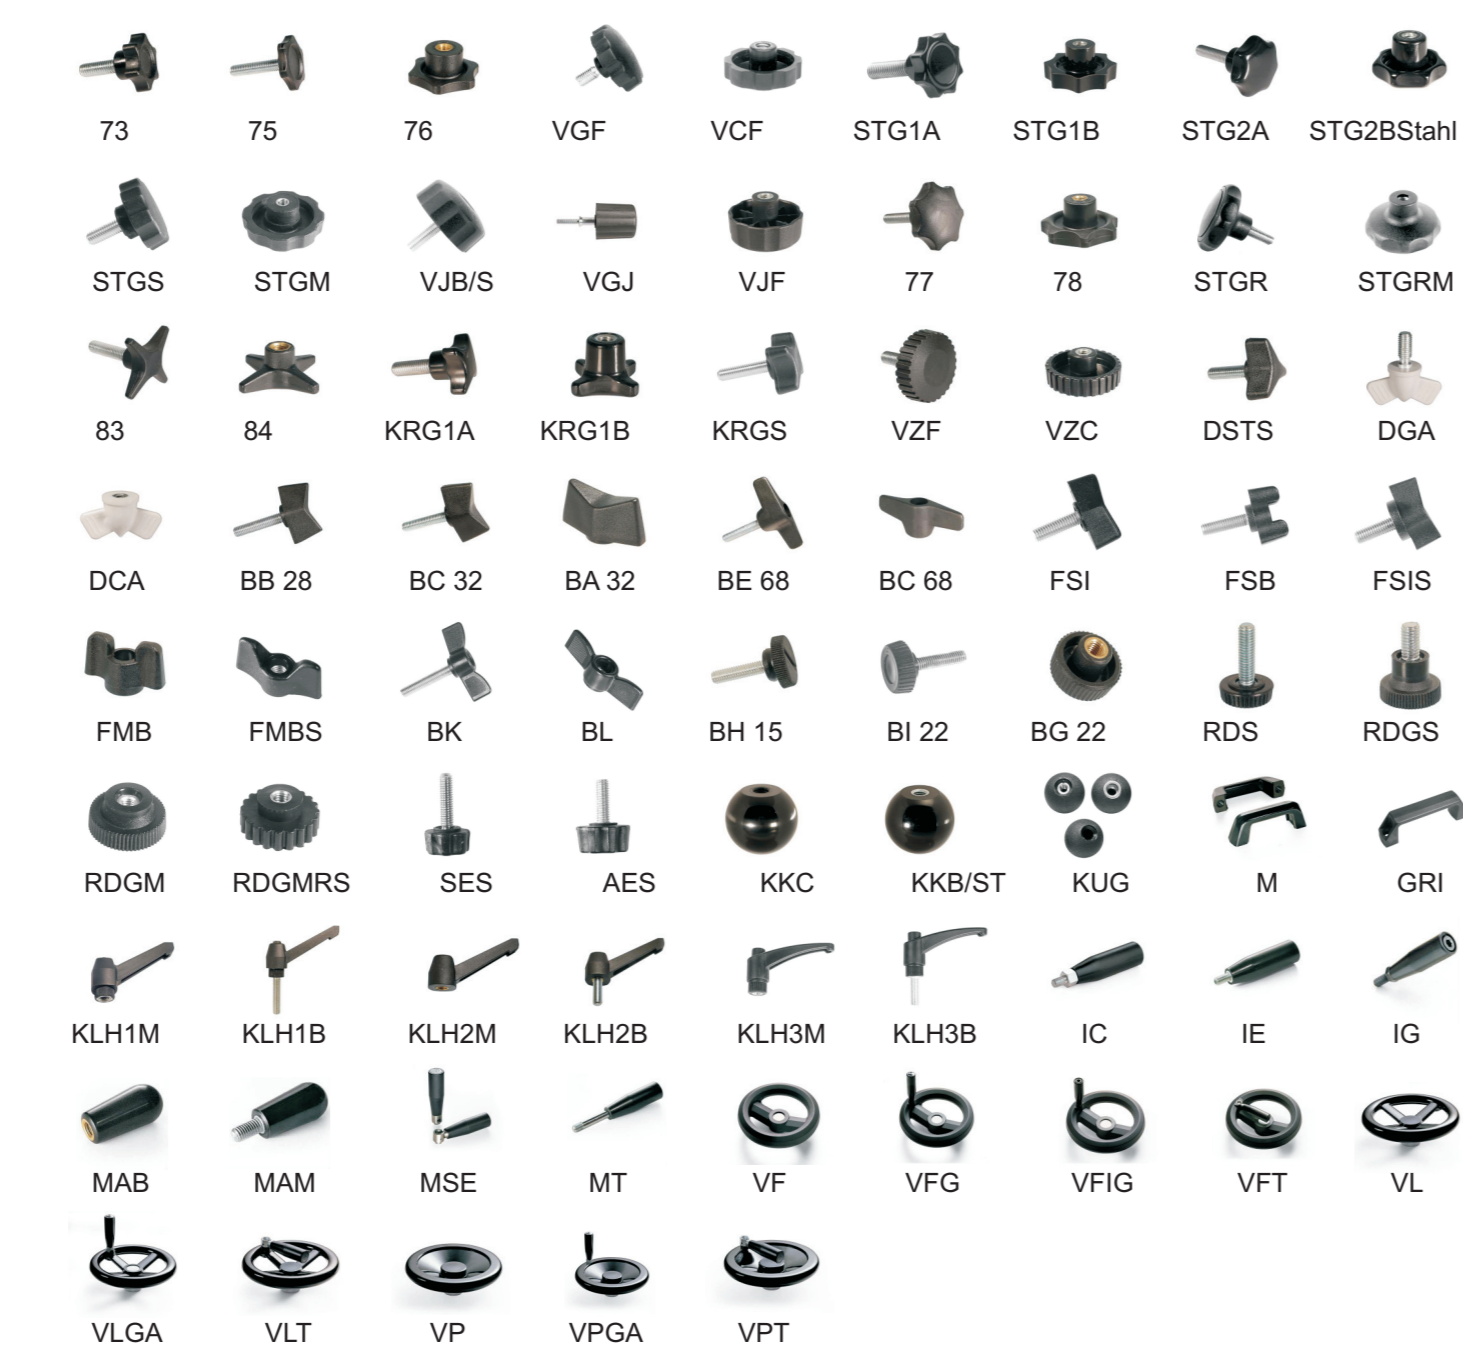 73 75 76 VGF VCF STG1A STG1B STG2A STG2BStahl
STGS STGM VJB/S VGJ VJF 77 78 STGR STGRM
83 84 KRG1A KRG1B KRGS VZF VZC DSTS DGA
DCA BB 28 BC 32 BA 32 BE 68 BC 68 FSI FSB FSIS
FMB FMBS BK BL BH 15 BI 22 BG 22 RDS RDGS
RDGM RDGMRS SES AES KKC KKB/ST KUG M GRI
KLH1M KLH1B KLH2M KLH2B KLH3M KLH3B IC IE IG
MAB MAM MSE MT VF VFG VFIG VFT VL
VLGA VLT VP VPGA VPT